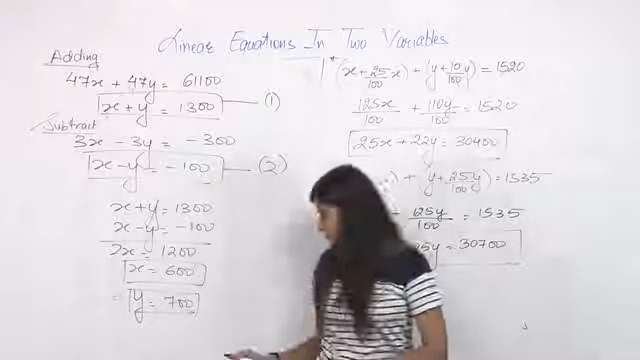 Linear Equations In Two Variables
Adding
47x + 47y = 61100
x + y = 1300 (1)
Subtract
3x - 3y = -300
x - y = -100 (2)
x + y = 1300
x - y = -100
2x = 1200
x = 600
y = 700
(x + 25/100 x) + (y + 10/100 y) = 1520
125x/100 + 110y/100 = 1520
25x + 22y = 30400
) + (y + 25y/100) = 1535
125y/100 = 1535
25y = 30700